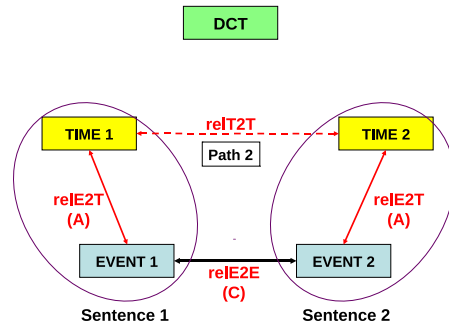 DCT
relT2T
TIME 1
TIME 2
Path 2
relE2T
(A)
relE2T
(A)
EVENT 1
EVENT 2
relE2E
(C)
Sentence 1
Sentence 2